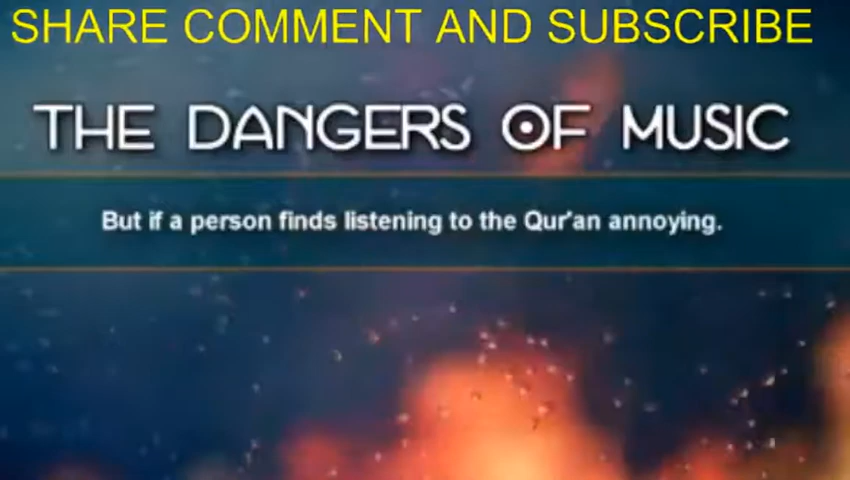 SHARE COMMENT AND SUBSCRIBE
THE DANGERS OF MUSIC
But if a person finds listening to the Qur'an annoying.